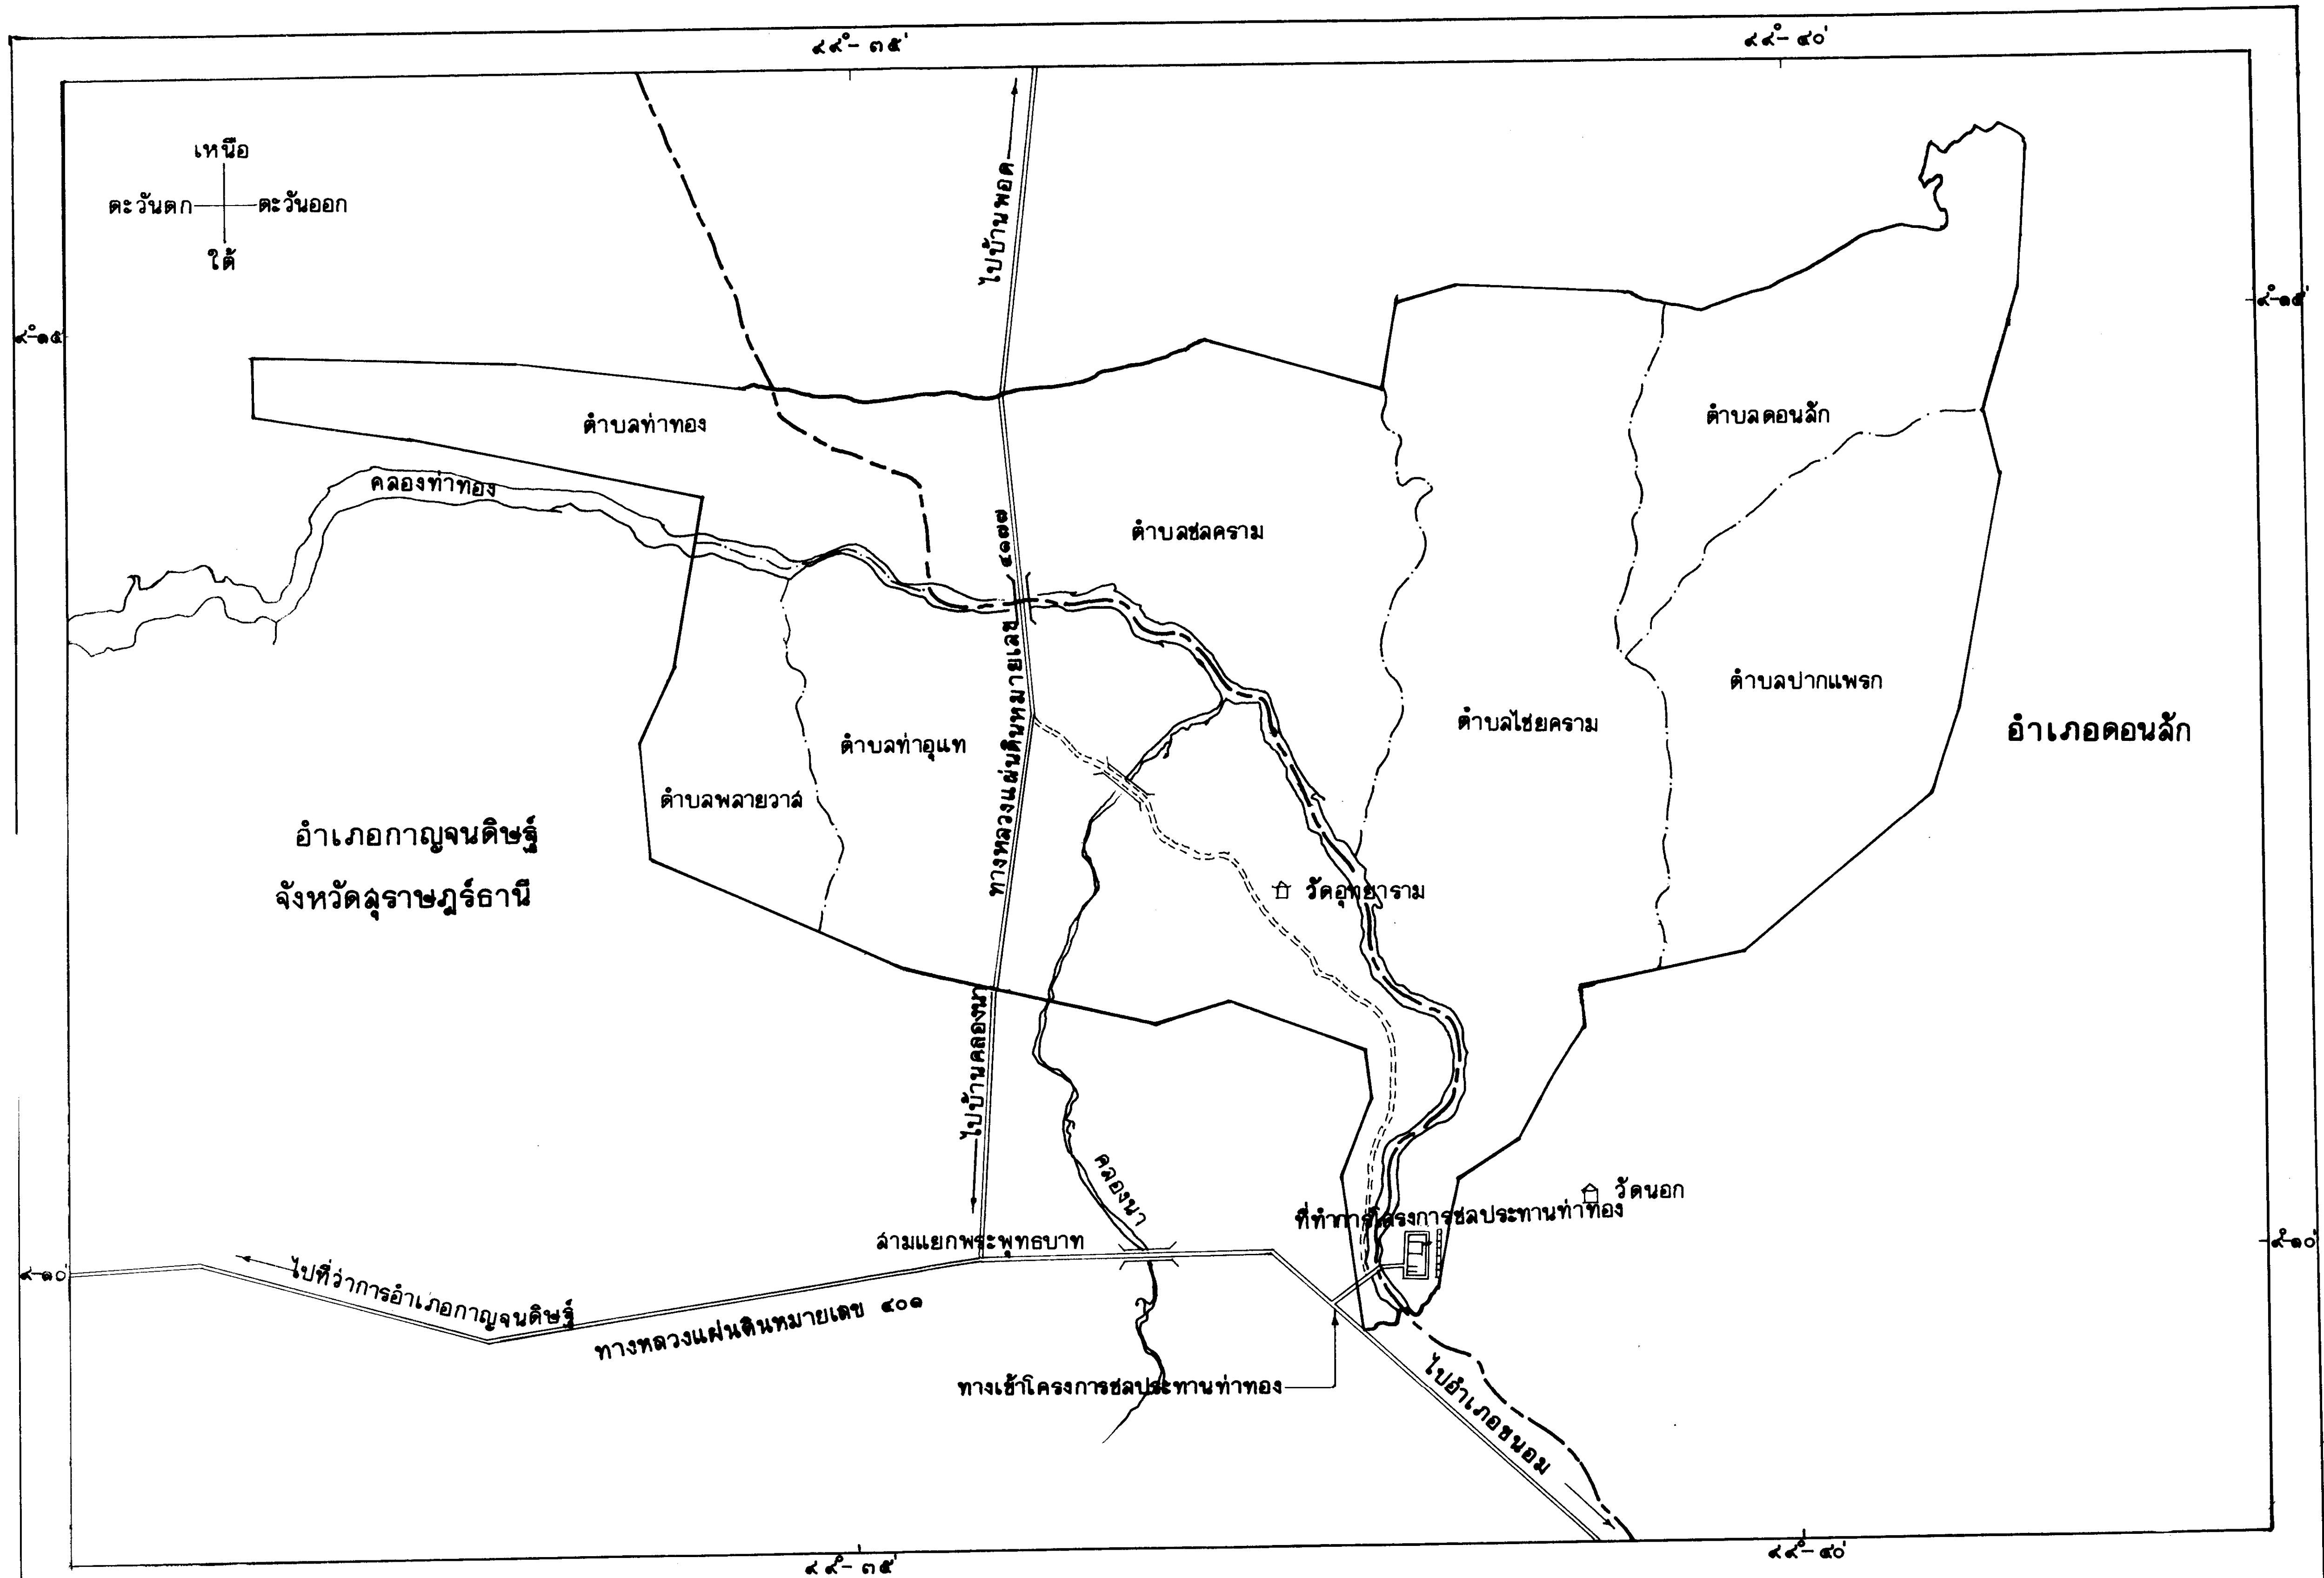 ๙๙°-๓๕'
๙๙°-๔๐'
เหนือ
ตะวันตก
ตะวันออก
ใต้
ไปบ้านพอด
๙°-๑๕'
๙°-๑๕'
ตำบลท่าทอง
ตำบลดอนสัก
คลองท่าทอง
ตำบลชลคราม
ทางหลวงแผ่นดินหมายเลข ๔๑๗๗
ตำบลปากแพรก
ตำบลไชยคราม
อำเภอดอนสัก
ตำบลท่าอุแท
ตำบลพลายวาส
อำเภอกาญจนดิษฐ์
จังหวัดสุราษฎร์ธานี
วัดอุทยาราม
ไปบ้านคลองนา
คลองนา
วัดนอก
ที่ทำการโครงการชลประทานท่าทอง
สามแยกพระพุทธบาท
๙°-๑๐'
๙°-๑๐'
ไปที่ว่าการอำเภอกาญจนดิษฐ์
ทางหลวงแผ่นดินหมายเลข ๔๐๑
ทางเข้าโครงการชลประทานท่าทอง
ไปอำเภอขนอม
๙๙°-๓๕'
๙๙°-๔๐'